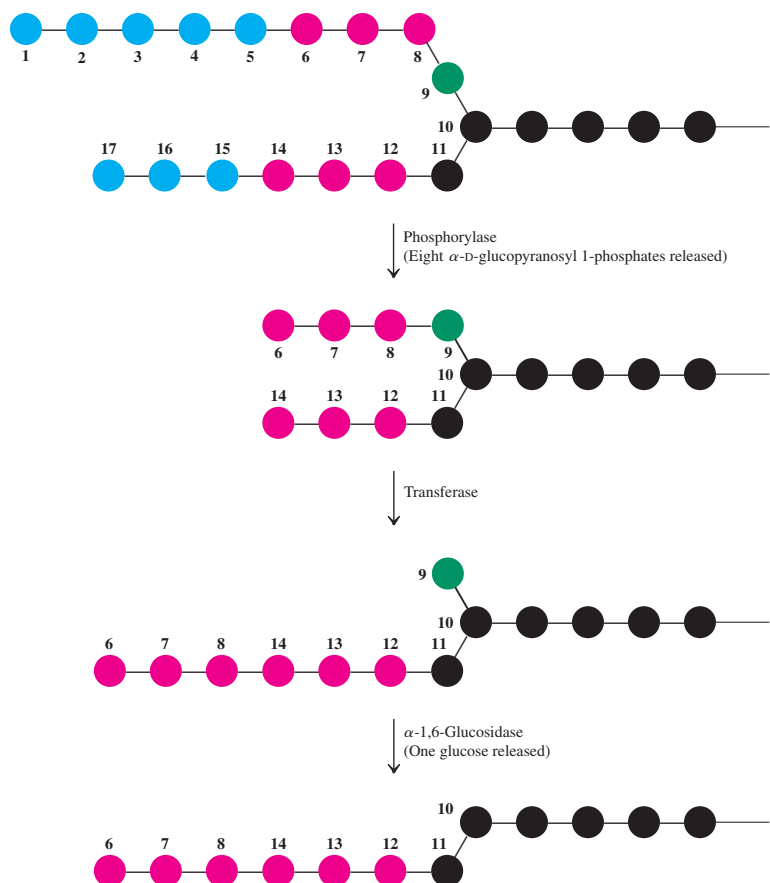 1 2 3 4 5 6 7 8
9
10
17 16 15 14 13 12 11
Phosphorylase
(Eight α-D-glucopyranosyl 1-phosphates released)
6 7 8 9
10
14 13 12 11
Transferase
9
10
6 7 8 14 13 12 11
α-1,6-Glucosidase
(One glucose released)
10
6 7 8 14 13 12 11